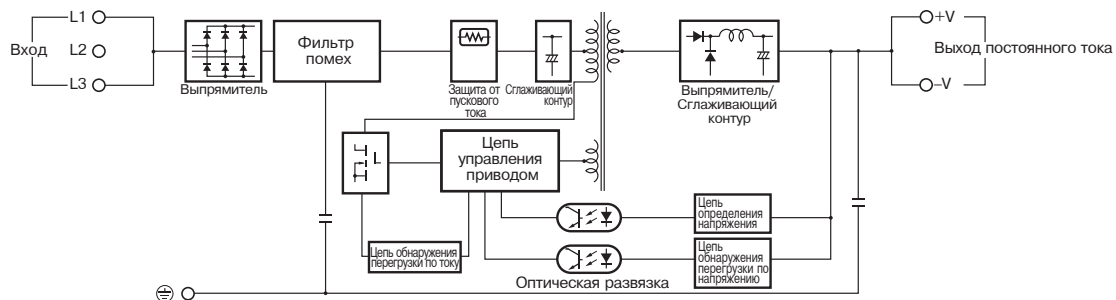 L1
Вход
L2
L3
Выпрямитель
Фильтр
помех
Защита от
пускового
тока
Сглаживающий
контур
Выпрямитель/
Сглаживающий
контур
+V
Выход постоянного тока
–V
Цепь
управления
приводом
Цепь обнаружения
перегрузки по току
Цепь
определения
напряжения
Цепь
обнаружения
перегрузки по
напряжению
Оптическая развязка